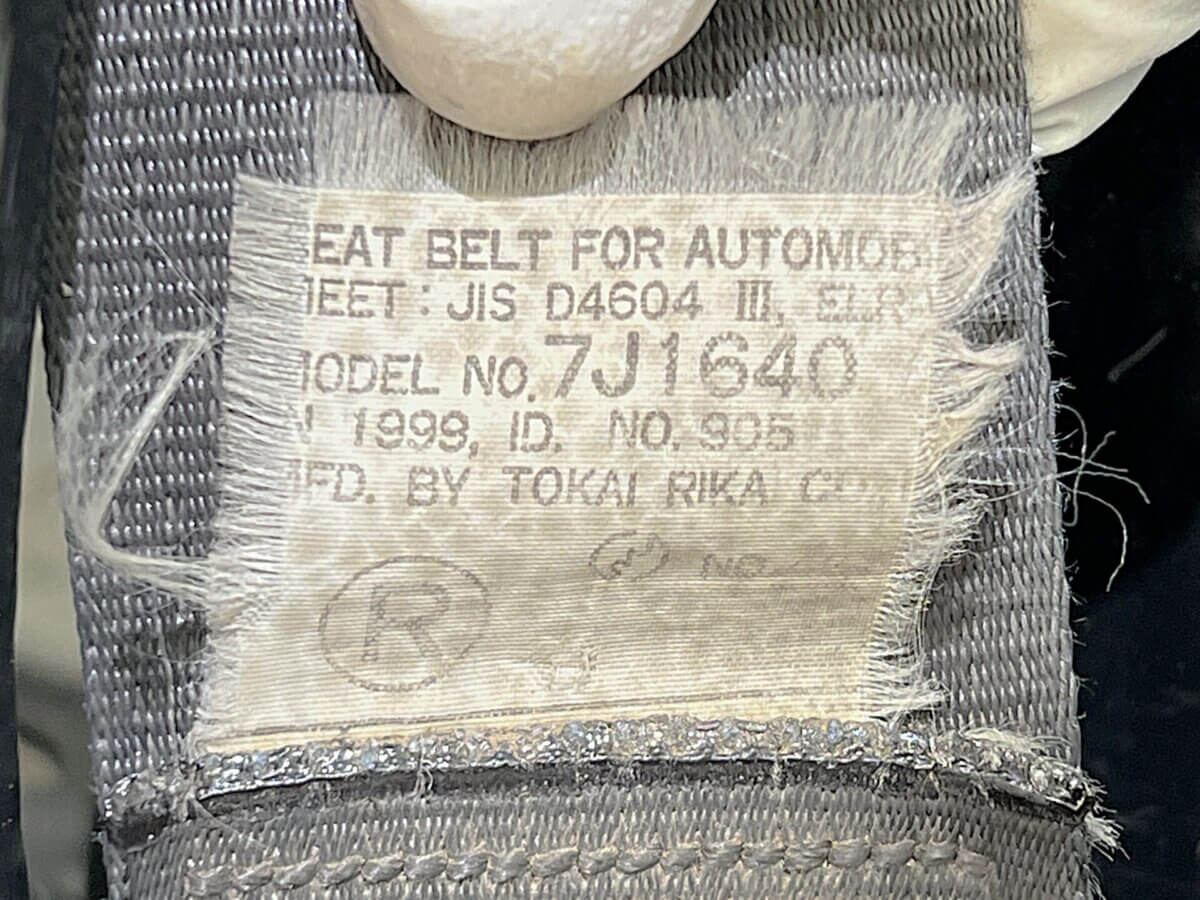 EAT BELT FOR AUTOMOB
EET : JIS D4604 III, ELR
ODEL NO. 7J1640
1999, ID. NO. 905
FD. BY TOKAI RIKA C
NO.
R